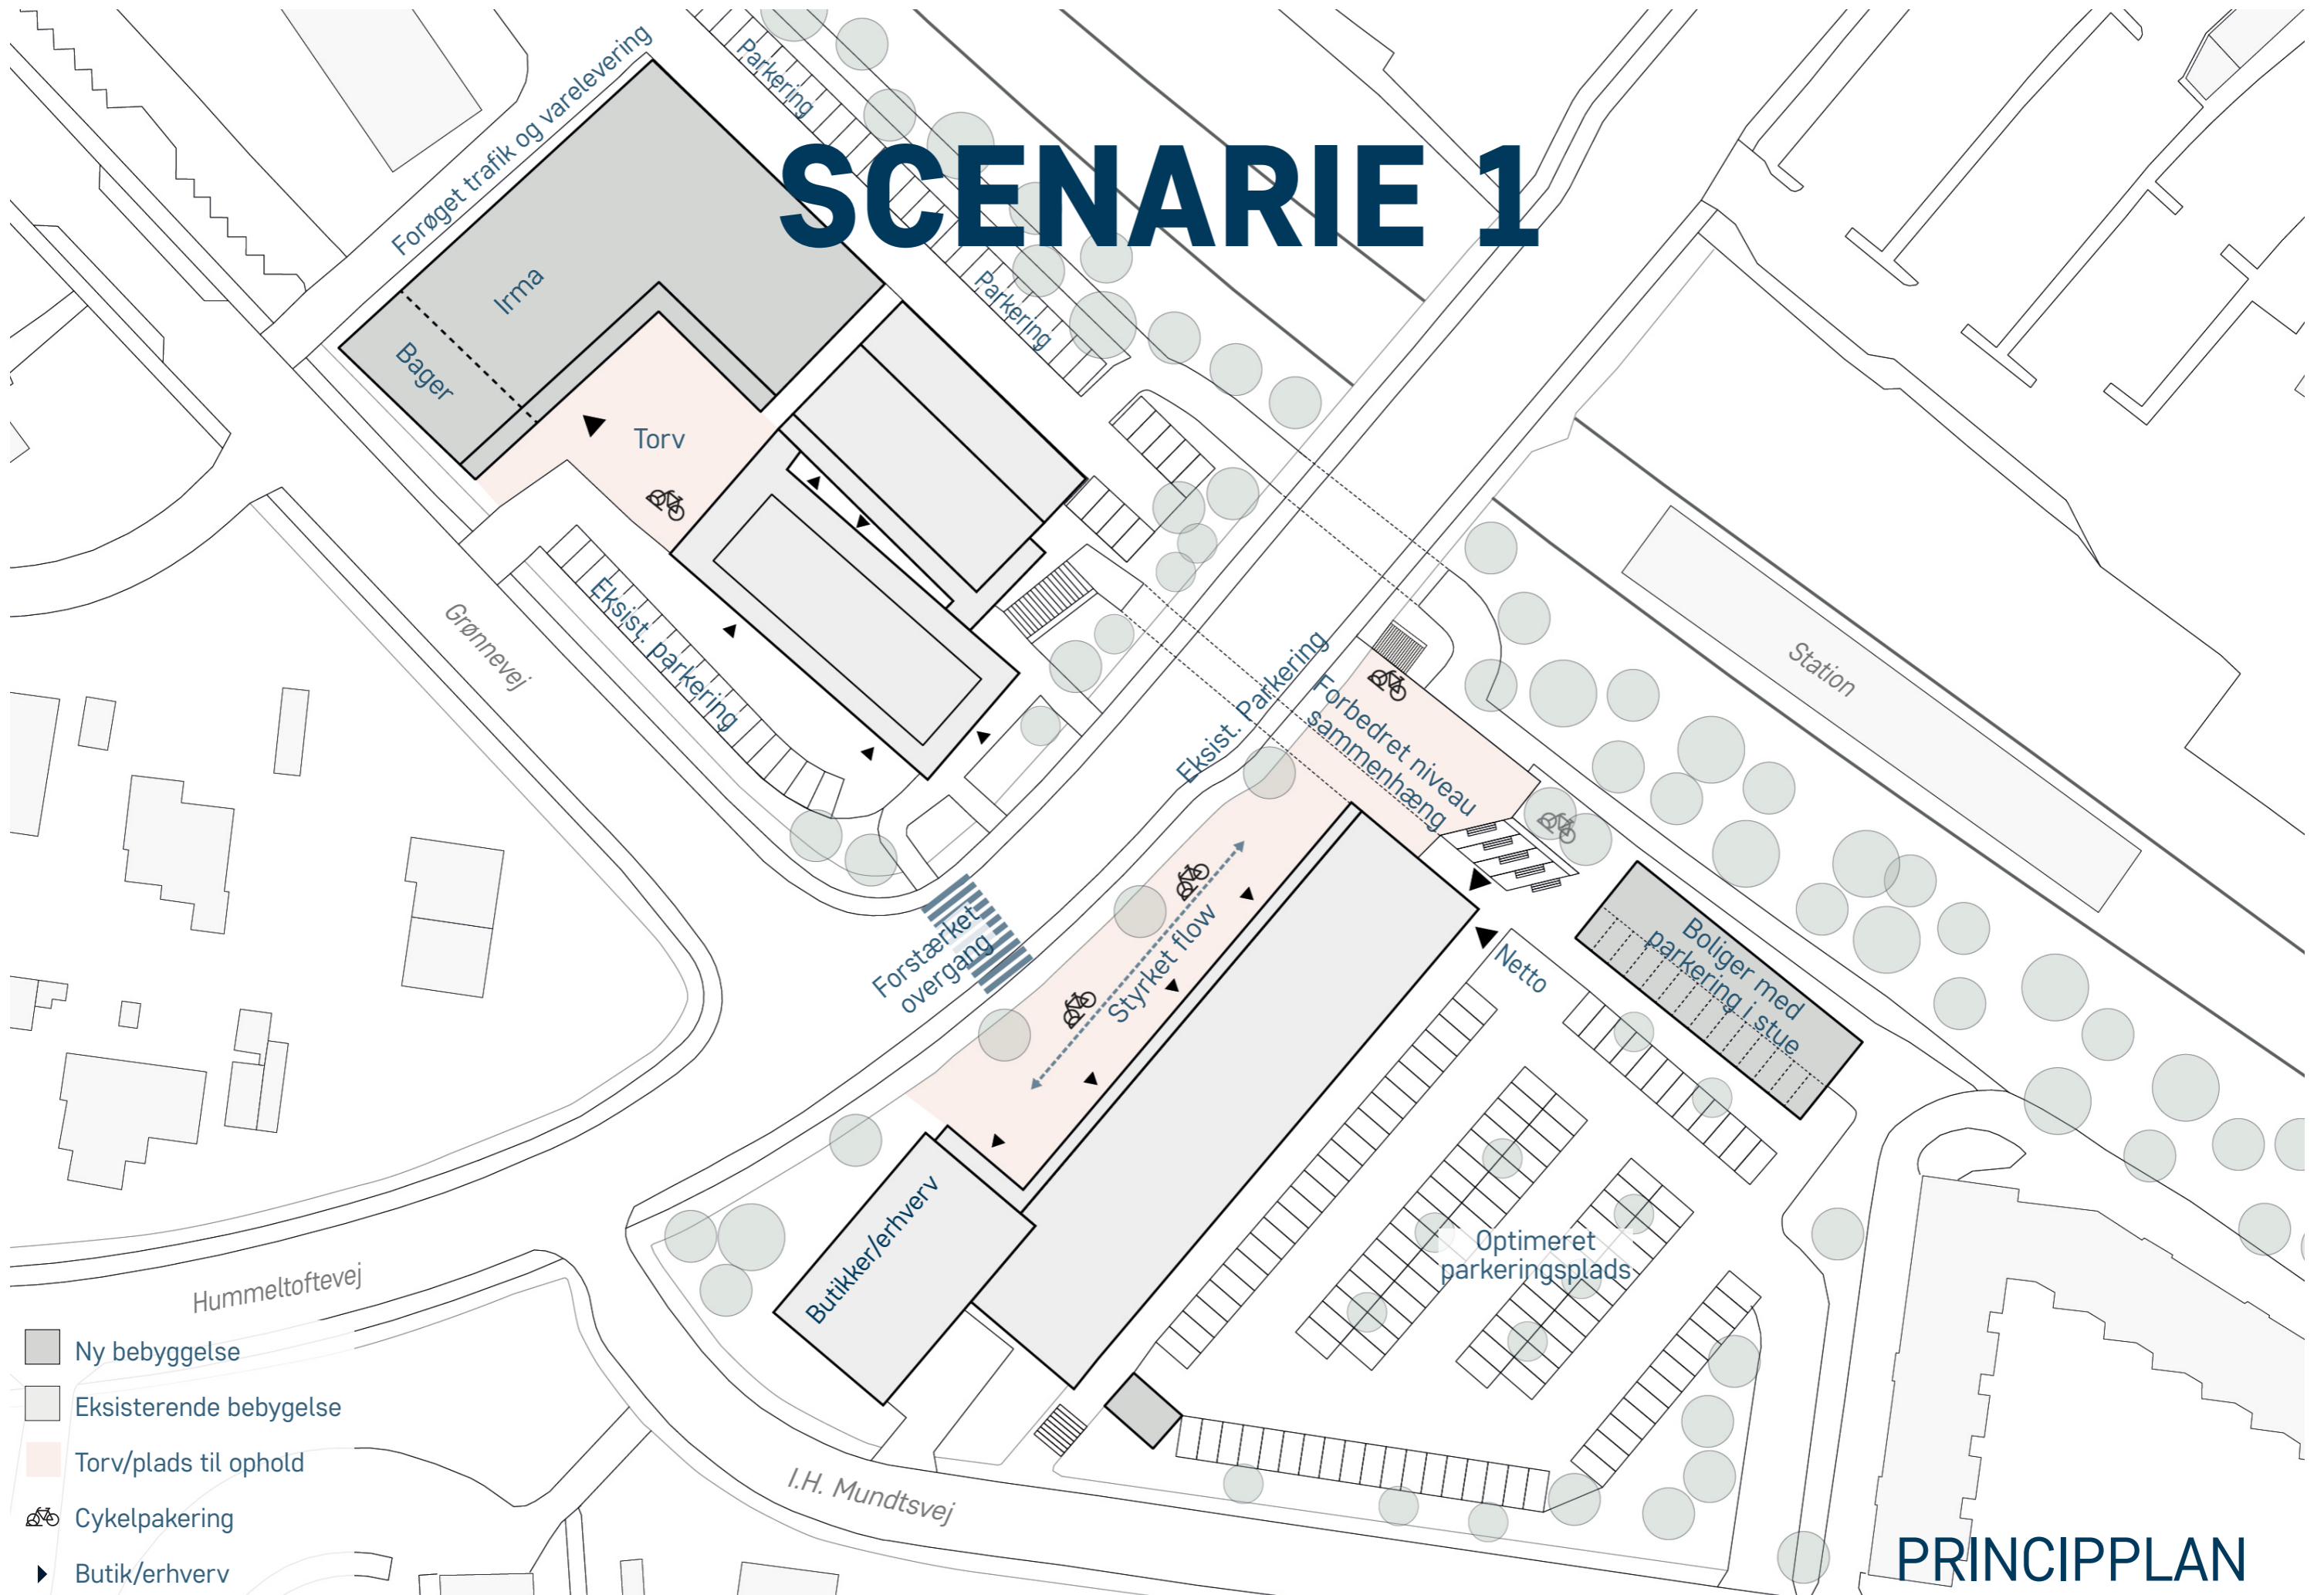 SCENARIE 1
Forøget trafik og varelevering
Parkering
Irma
Bager
Parkering
Torv
Grønnevej
Eksist. parkering
Eksist. Parkering
Forbedret niveau
sammenhæng
Station
Forstærket
overgang
Styrket flow
Netto
Boliger med
parkering i stue
Butikker/erhverv
Optimeret
parkeringsplads
Hummeltoftevej
I.H. Mundtsvej
Ny bebyggelse
Eksisterende bebygelse
Torv/plads til ophold
Cykelpakering
Butik/erhverv
PRINCIPPLAN